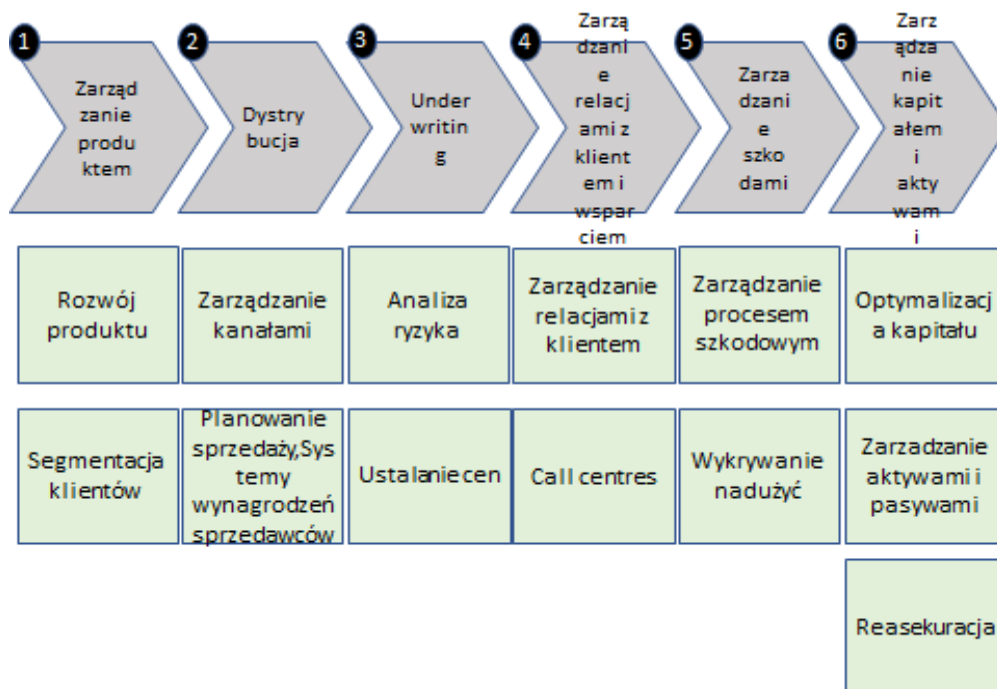 1
Zarząd
zanie
produ
ktem
2
Dystry
bucja
3
Under
writin
g
4
Zarzą
dzani
e
relacj
ami z
klient
em i
wspar
ciem
5
Zarza
dzani
e
szko
dami
6
Zarz
ądza
nie
kapit
ałem
i
akty
wam
i
Rozwój
produktu
Zarządzanie
kanałami
Analiza
ryzyka
Zarządzanie
relacjami z
klientem
Zarządzanie
procesem
szkodowym
Optymalizacj
a kapitału
Segmentacja
klientów
Planowanie
sprzedaży,Sys
temy
wynagrodzeń
sprzedawców
Ustalanie cen
Call centres
Wykrywanie
nadużyć
Zarzadzanie
aktywami i
pasywami
Reasekuracja